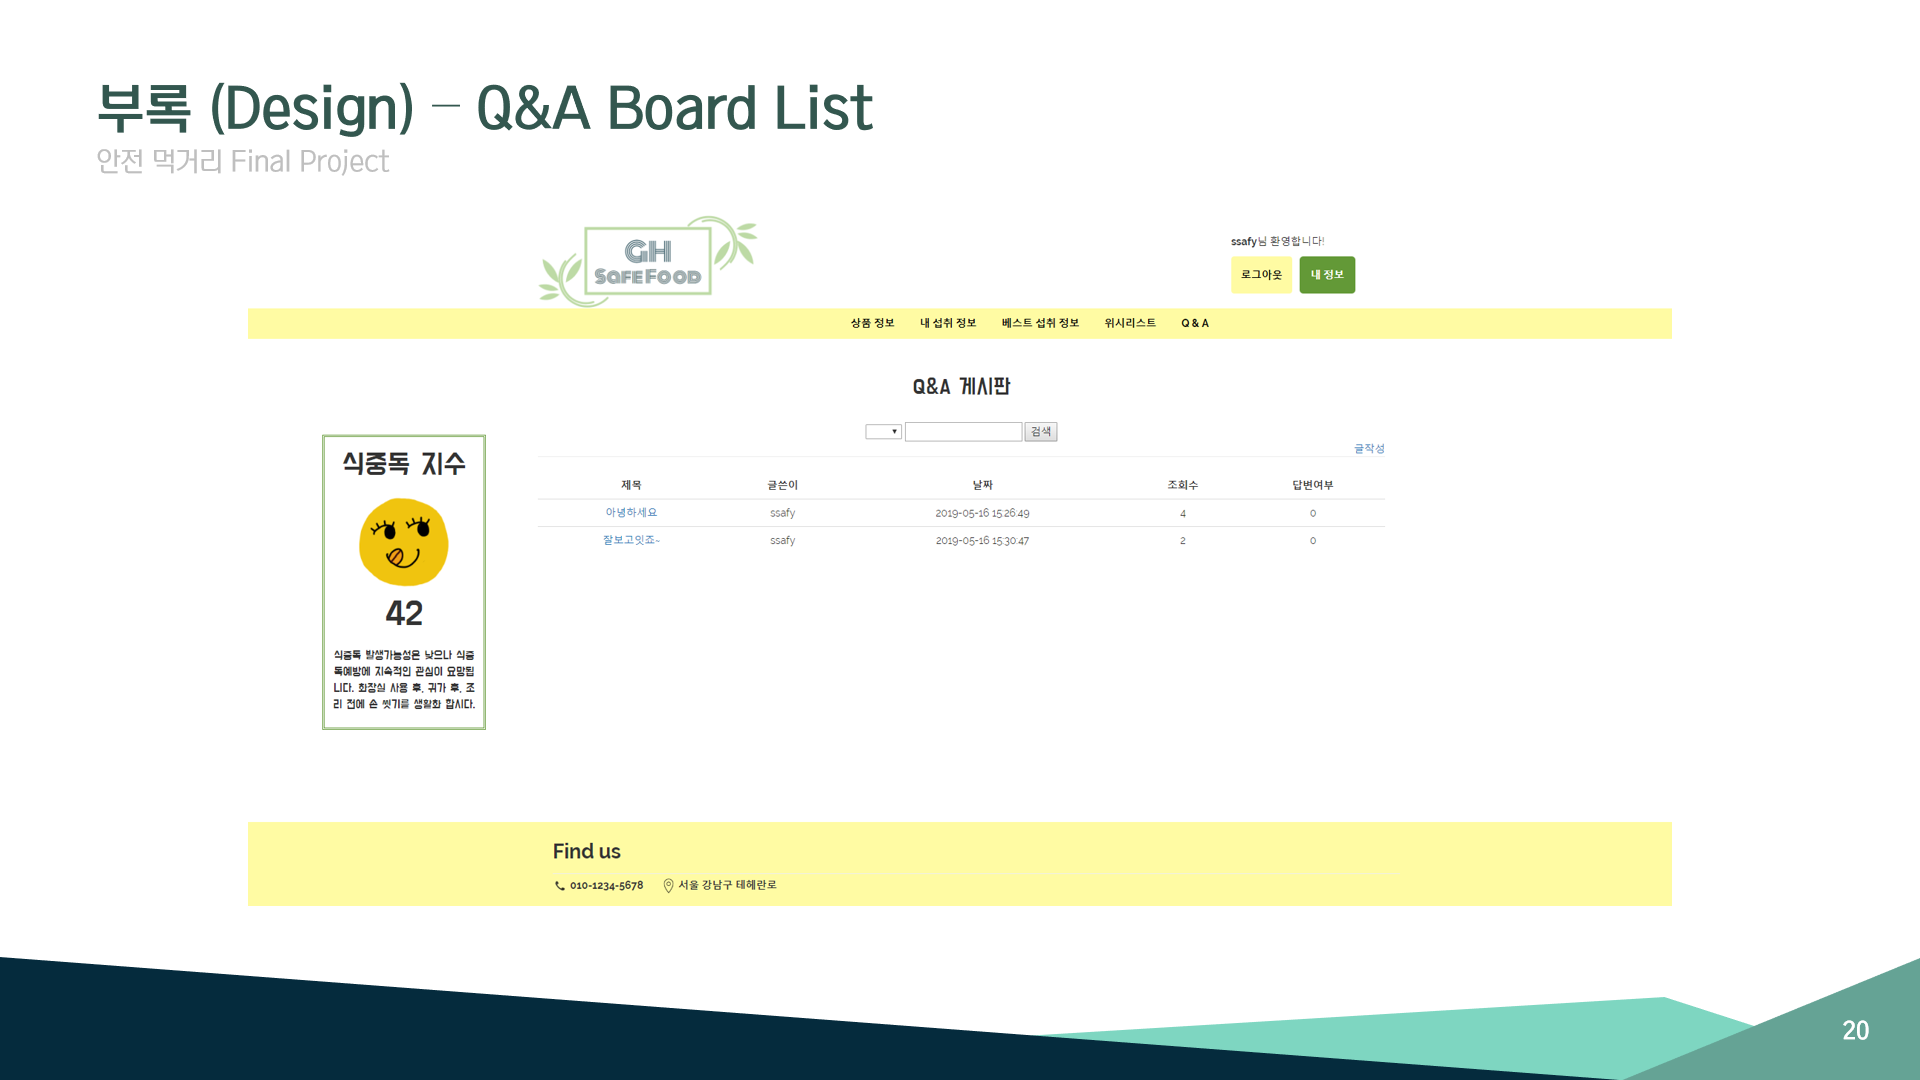 부록 (Design) – Q&A Board List
안전 먹거리 Final Project
GH
SAFEFOOD
ssafy님 환영합니다!
로그아웃 내 정보
상품 정보 내 섭취 정보 베스트 섭취 정보 위시리스트 Q & A
Q&A 게시판
검색
글작성
식중독 지수
42
식중독 발생가능성은 낮으나 식중
독예방에 지속적인 관심이 요망됩
니다. 화장실 사용 후, 귀가 후, 조
리 전에 손 씻기를 생활화 합시다.
제목 글쓴이 날짜 조회수 답변여부
아녕하세요 ssafy 2019-05-16 15:26:49 4 0
잘보고잇죠~ ssafy 2019-05-16 15:30:47 2 0
Find us
010-1234-5678 서울 강남구 테헤란로
20